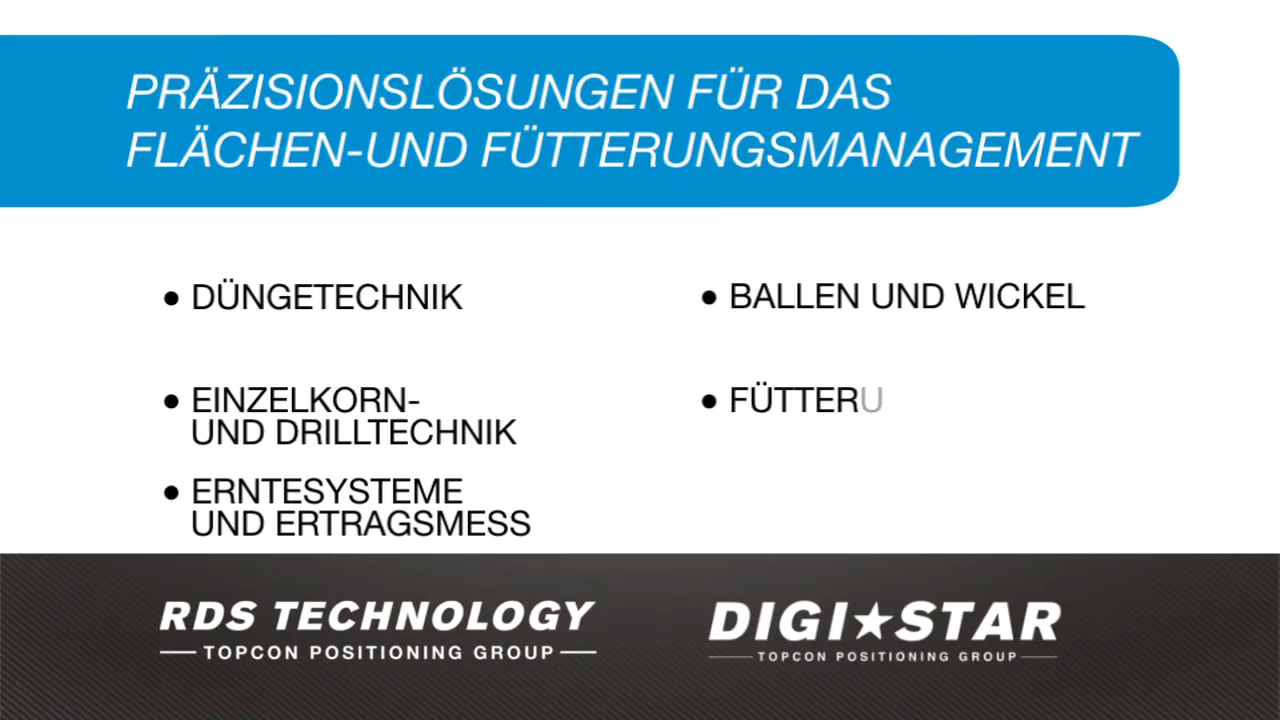 PRÄZISIONSLÖSUNGEN FÜR DAS
FLÄCHEN-UND FÜTTERUNGSMANAGEMENT
• DÜNGETECHNIK
• EINZELKORN-
UND DRILLTECHNIK
• ERNTESYSTEME
UND ERTRAGSMESS
• BALLEN UND WICKEL
• FÜTTERU
RDS TECHNOLOGY
TOPCON POSITIONING GROUP
DIGI★STAR
TOPCON POSITIONING GROUP